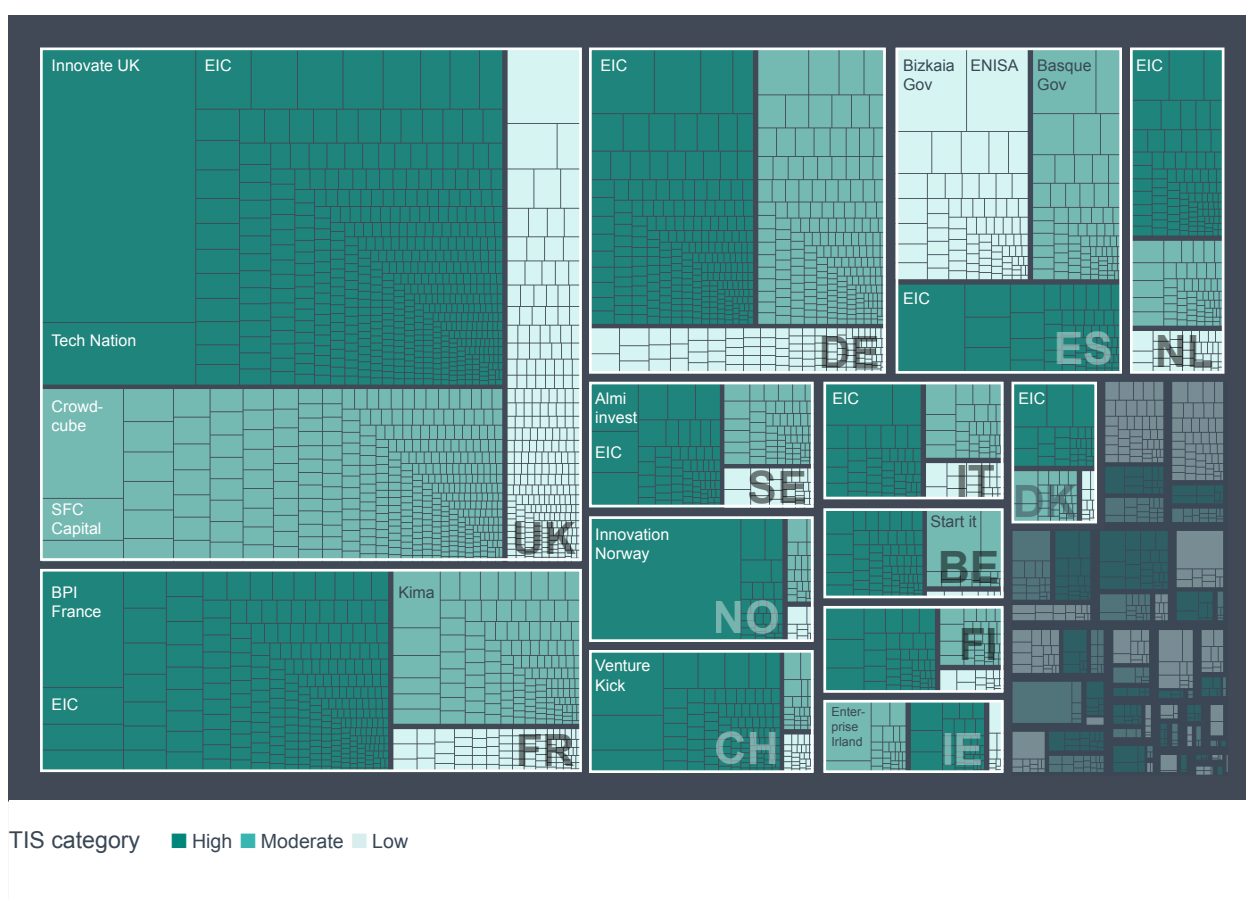 Innovate UK
EIC
Tech Nation
Crowd-
cube
SFC
Capital
UK
BPI
France
EIC
Kima
FR
EIC
DE
Bizkaia
Gov
ENISA
Basque
Gov
EIC
ES
EIC
NL
Almi
invest
EIC
SE
EIC
IT
EIC
DK
Innovation
Norway
NO
Start it
BE
FI
Venture
Kick
CH
Enter-
prise
Irland
IE
TIS category
High
Moderate
Low